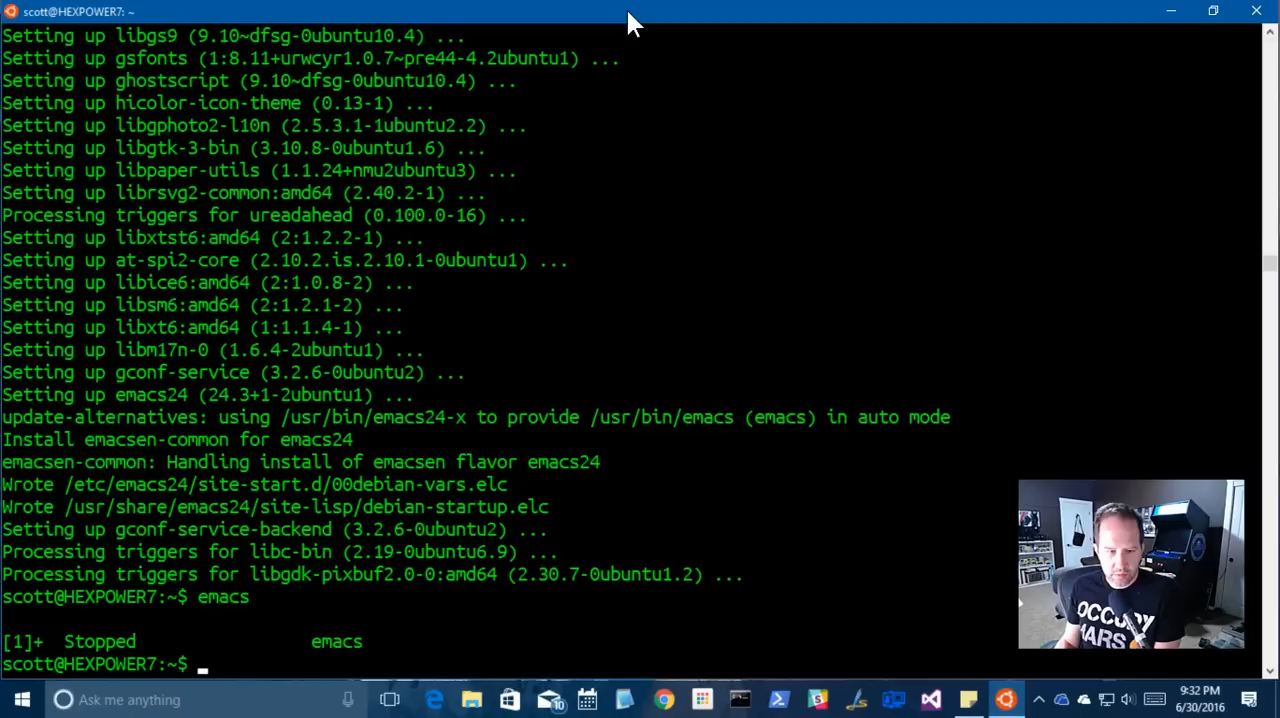 scott@HEXPOWER7: ~
Setting up libgs9 (9.10~dfsg-0ubuntu10.4) ...
Setting up gsfonts (1:8.11+urwcyr1.0.7~pre44-4.2ubuntu1) ...
Setting up ghostscript (9.10~dfsg-0ubuntu10.4) ...
Setting up hicolor-icon-theme (0.13-1) ...
Setting up libgphoto2-l10n (2.5.3.1-1ubuntu2.2) ...
Setting up libgtk-3-bin (3.10.8-0ubuntu1.6) ...
Setting up libpaper-utils (1.1.24+nmu2ubuntu3) ...
Setting up librsvg2-common:amd64 (2.40.2-1) ...
Processing triggers for ureadahead (0.100.0-16) ...
Setting up libxtst6:amd64 (2:1.2.2-1) ...
Setting up at-spi2-core (2.10.2.is.2.10.1-0ubuntu1) ...
Setting up libice6:amd64 (2:1.0.8-2) ...
Setting up libsm6:amd64 (2:1.2.1-2) ...
Setting up libxt6:amd64 (1:1.1.4-1) ...
Setting up libm17n-0 (1.6.4-2ubuntu1) ...
Setting up gconf-service (3.2.6-0ubuntu2) ...
Setting up emacs24 (24.3+1-2ubuntu1) ...
update-alternatives: using /usr/bin/emacs24-x to provide /usr/bin/emacs (emacs) in auto mode
Install emacsen-common for emacs24
emacsen-common: Handling install of emacsen flavor emacs24
Wrote /etc/emacs24/site-start.d/00debian-vars.elc
Wrote /usr/share/emacs24/site-lisp/debian-startup.elc
Setting up gconf-service-backend (3.2.6-0ubuntu2) ...
Processing triggers for libc-bin (2.19-0ubuntu6.9) ...
Processing triggers for libgdk-pixbuf2.0-0:amd64 (2.30.7-0ubuntu1.2) ...
scott@HEXPOWER7:~$ emacs
[1]+  Stopped                 emacs
scott@HEXPOWER7:~$
OCCUPY
MARS
Ask me anything
10
9:32 PM
6/30/2016